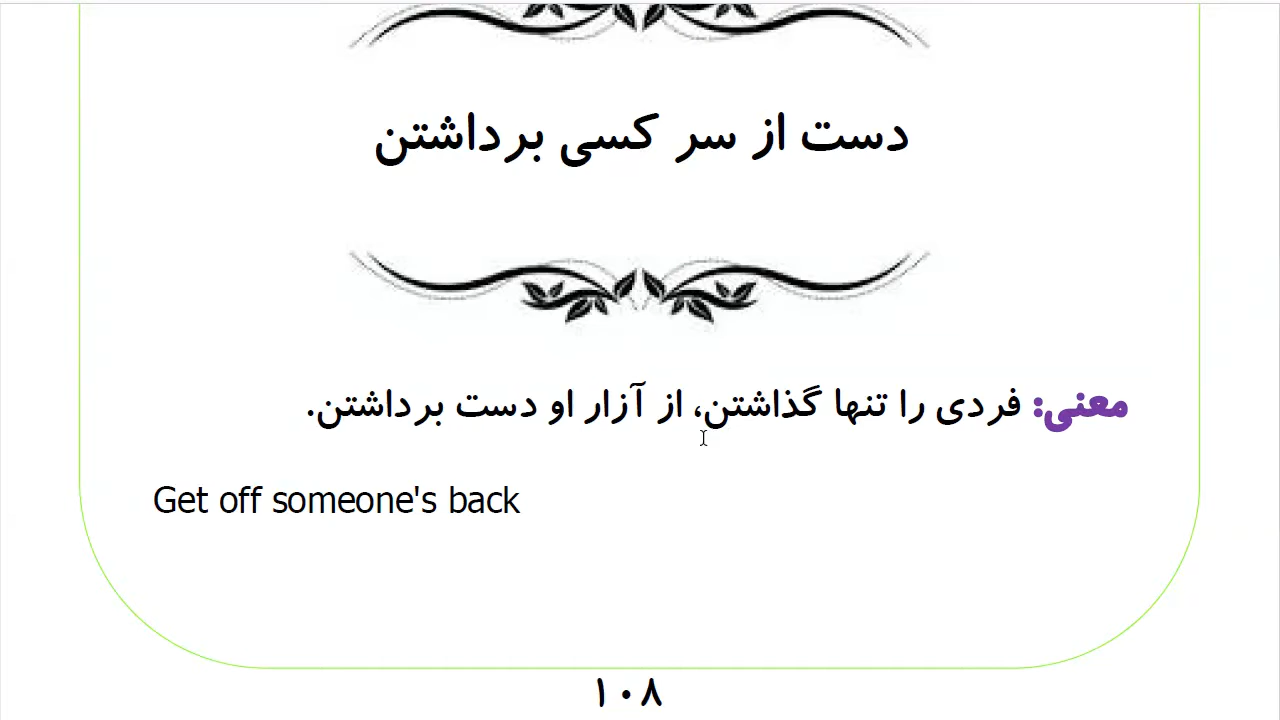 دست از سر کسی برداشتن
معنی: فردی را تنها گذاشتن، از آزار او دست برداشتن.
Get off someone's back
۱۰۸